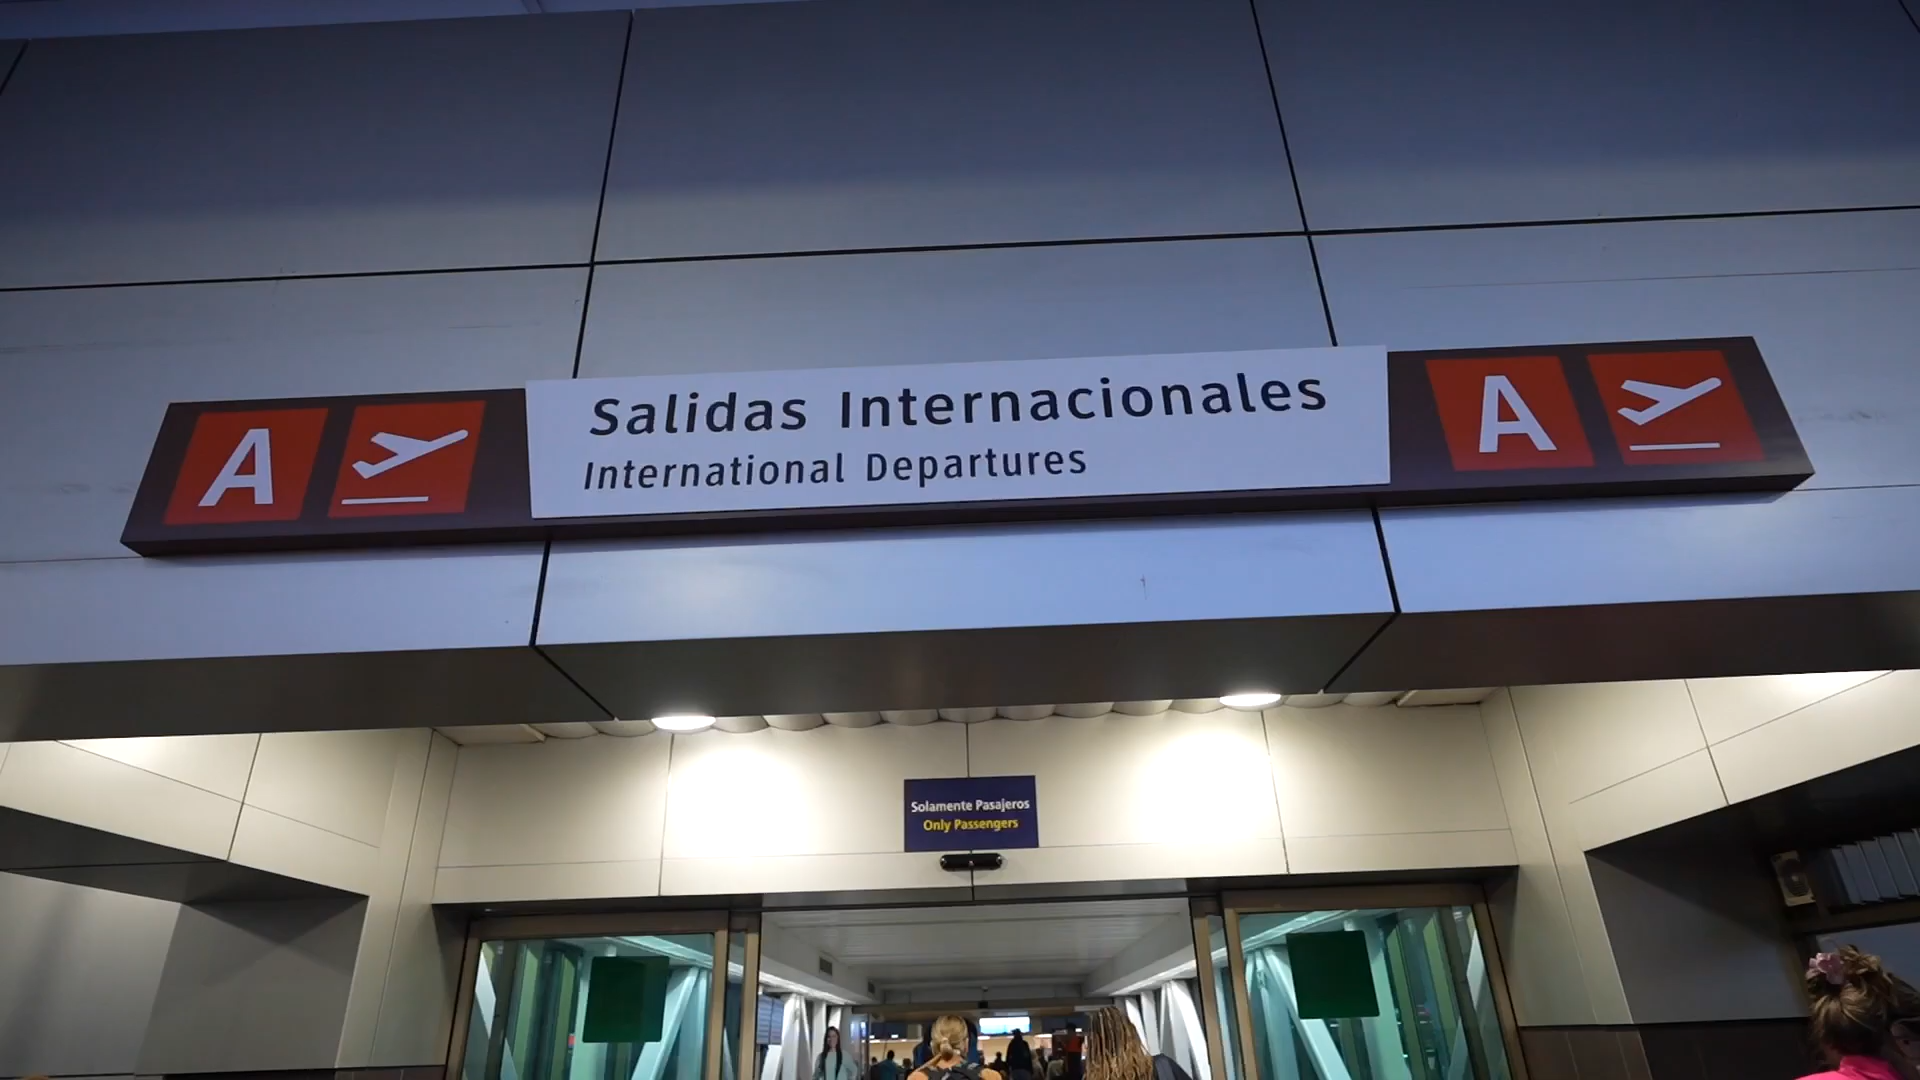 A
Salidas Internacionales
International Departures
A
Solamente Pasajeros
Only Passengers